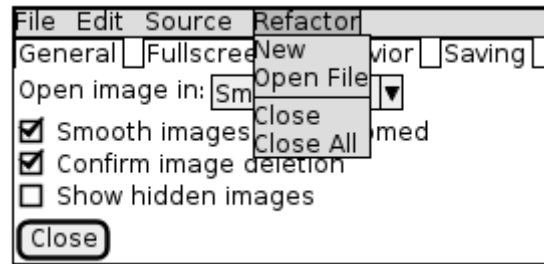 File Edit Source Refactor
General Fullscree vior Saving
New
Open File
Close
Close All
Open image in: Sm
Smooth images omed
Confirm image deletion
Show hidden images
Close